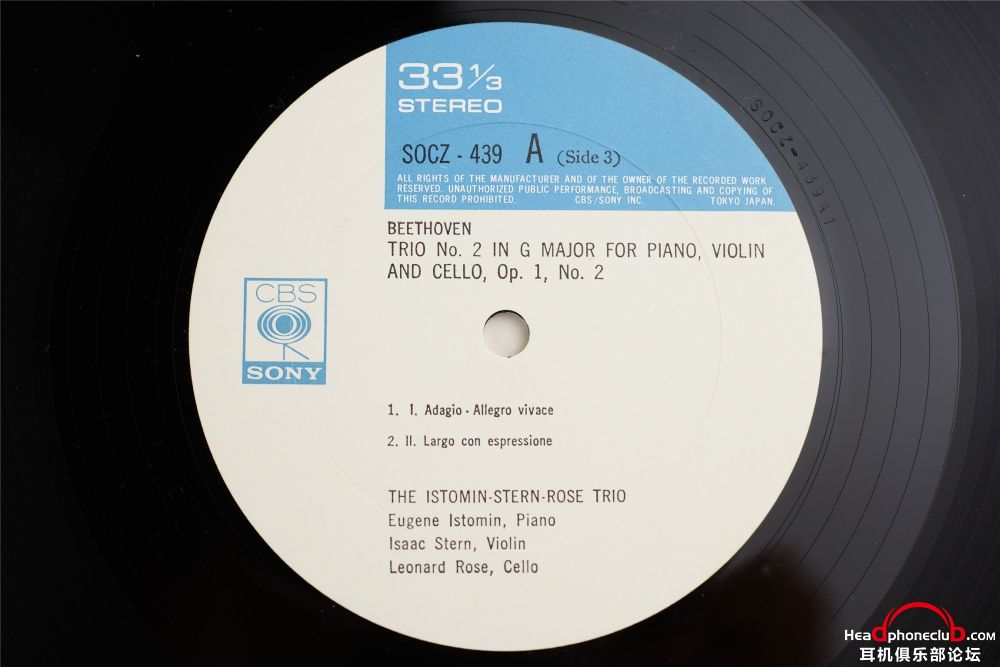 33 1/3
STEREO
SOCZ - 439 A (Side 3)
ALL RIGHTS OF THE MANUFACTURER AND OF THE OWNER OF THE RECORDED WORK
RESERVED. UNAUTHORIZED PUBLIC PERFORMANCE, BROADCASTING AND COPYING OF
THIS RECORD PROHIBITED. CBS/SONY INC. TOKYO JAPAN.
BEETHOVEN
TRIO No. 2 IN G MAJOR FOR PIANO, VIOLIN
AND CELLO, Op. 1, No. 2
CBS
SONY
1. I. Adagio - Allegro vivace
2. II. Largo con espressione
THE ISTOMIN-STERN-ROSE TRIO
Eugene Istomin, Piano
Isaac Stern, Violin
Leonard Rose, Cello
SOCZ-439A1
Headphoneclub.com
耳机俱乐部论坛